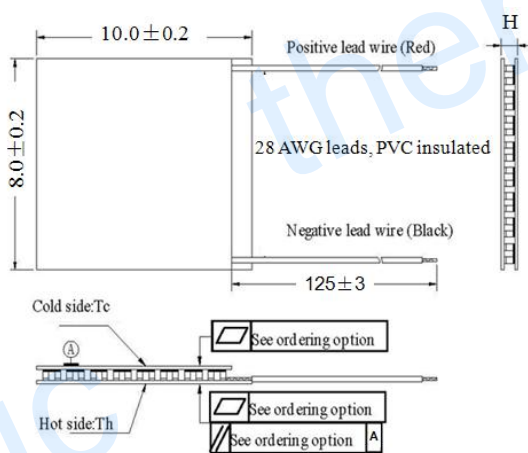 10.0±0.2
H
Positive lead wire (Red)
8.0±0.2
28 AWG leads, PVC insulated
Negative lead wire (Black)
125±3
Cold side:Tc
See ordering option
A
Hot side:Th
See ordering option
See ordering option A
ther